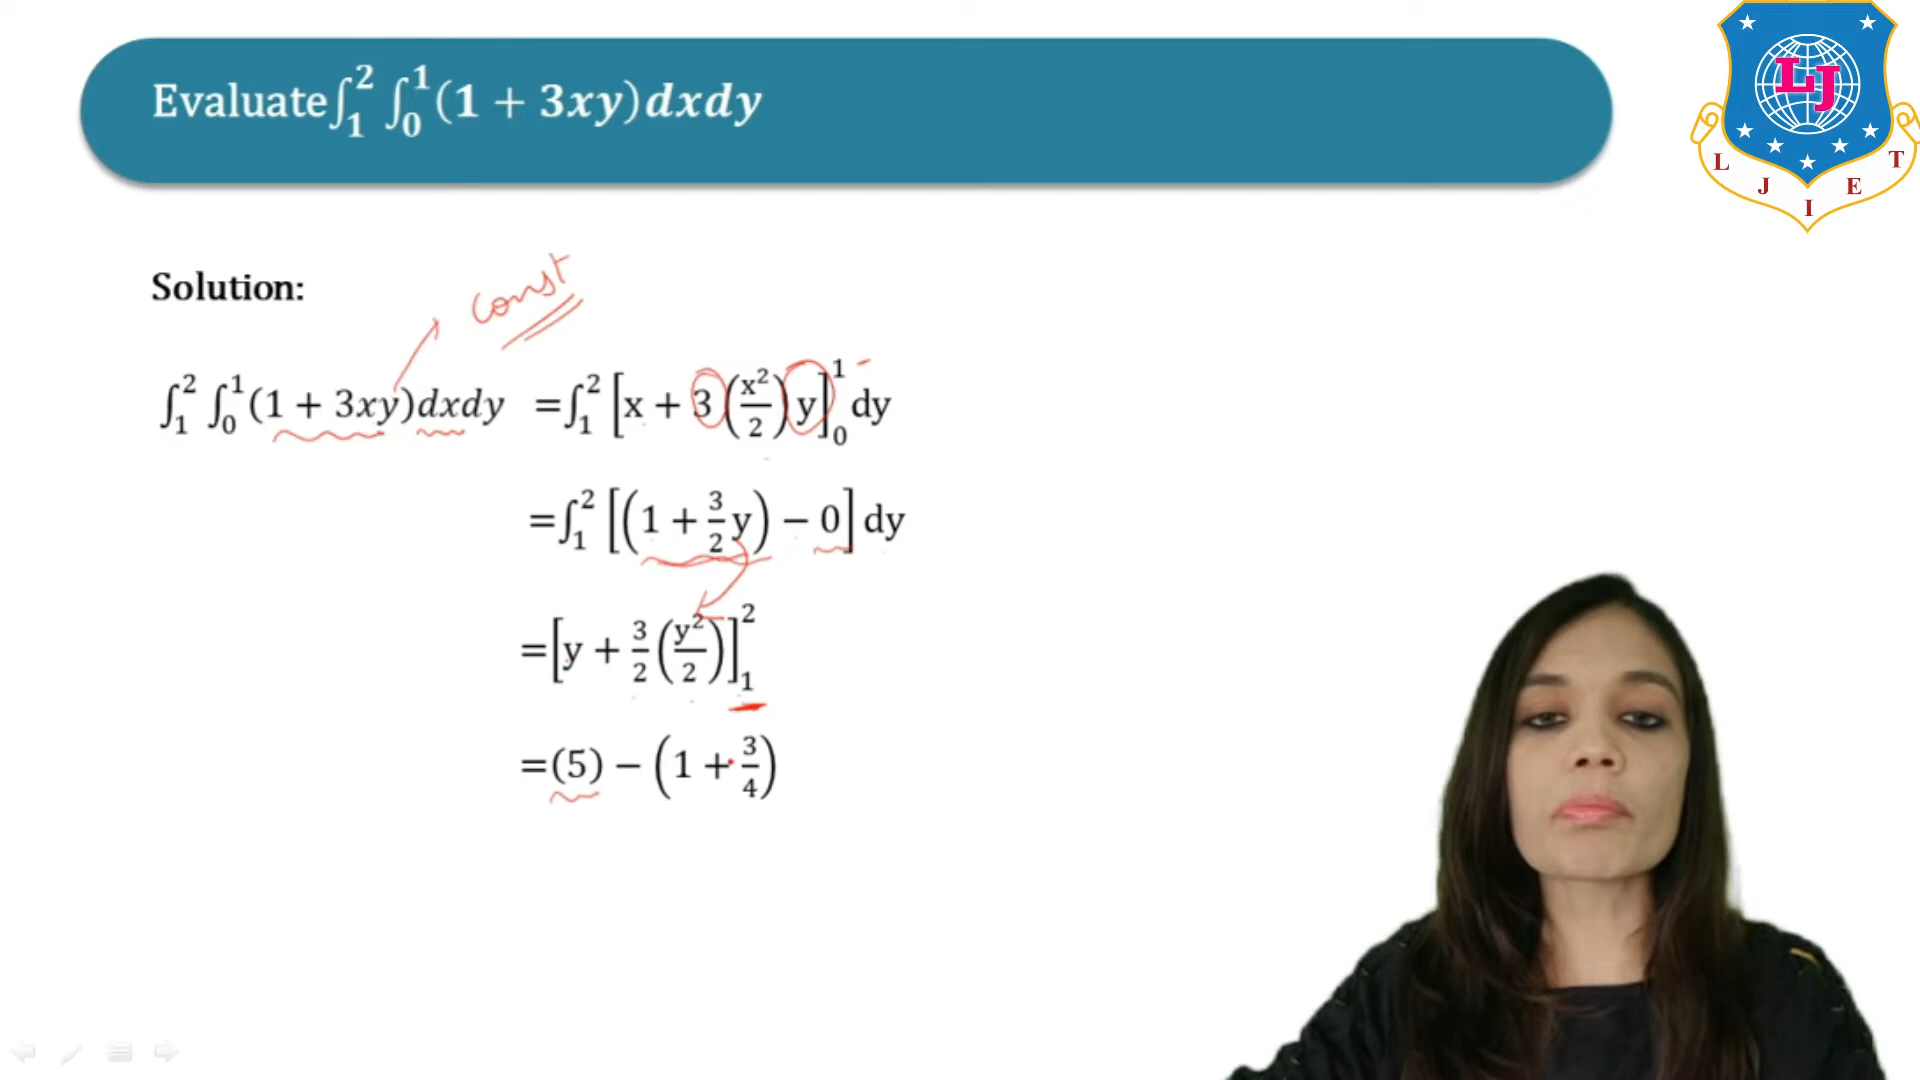 Evaluate∫₁² ∫₀¹(1 + 3xy)dxdy
LJ
L J I E T
Solution:
const
∫₁² ∫₀¹(1 + 3xy)dxdy =∫₁² [x + 3(x²/2)y]₀¹ dy
=∫₁² [(1 + 3/2 y) − 0] dy
=[y + 3/2 (y²/2)]₁²
=(5) − (1 + 3/4)